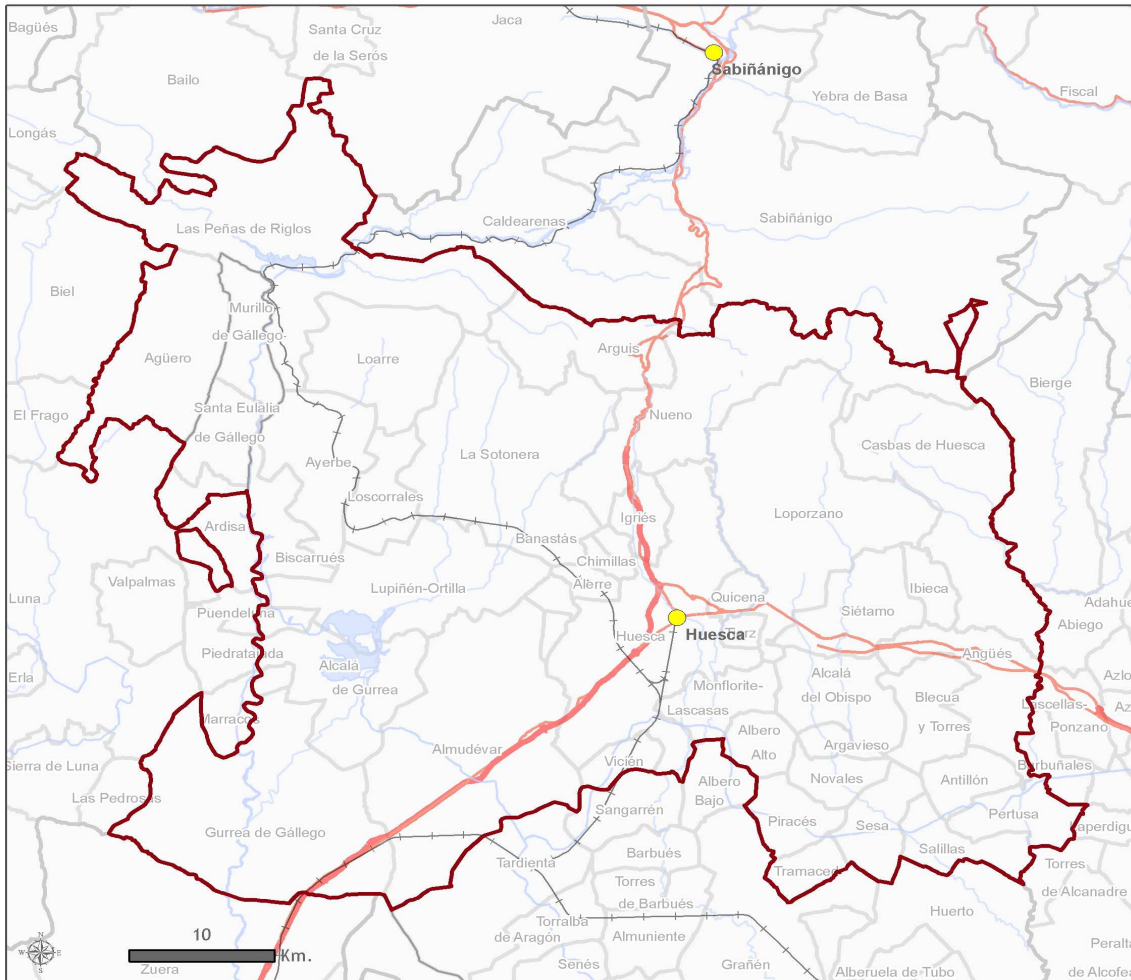 Bagüés
Jaca
Santa Cruz
de la Serós
Sabiñánigo
Bailo
Yebra de Basa
Fiscal
Longás
Caldearenas
Sabiñánigo
Las Peñas de Riglos
Biel
Murillo
de Gállego
Agüero
Loarre
Arguis
Bierge
El Frago
Santa Eulalia
de Gállego
Nueno
Casbas de Huesca
Ayerbe
La Sotonera
Loscorrales
Ardisa
Igriés
Loporzano
Banastás
Biscarrués
Chimillas
Valpalmas
Alerre
Lupiñén-Ortilla
Ibieca
Luna
Quicena
Siétamo
Adahue
Puendeluna
Abiego
Huesca
Huesca
Piedratajada
Angüés
Alcalá
de Gurrea
Alcalá
del Obispo
Erla
Monflorite-
Lascasas
Blecua
y Torres
Azlo
Lascellas-
Ponzano
Az
Marracos
Albero
Alto
Almudévar
Argavieso
Sierra de Luna
Vicién
Barbuñales
Las Pedrosas
Albero
Bajo
Novales
Antillón
Sangarrén
Pertusa
Laperdigu
Gurrea de Gállego
Piracés
Sesa
Salillas
Barbués
Tardienta
Tramaced
Torres
de Alcanadre
Torres
de Barbués
Huerto
Torralba
de Aragón
Almuniente
Grañén
Peralta
de Alcofe
10
Km.
Zuera
Senés
Alberuela de Tubo
N
W
E
S